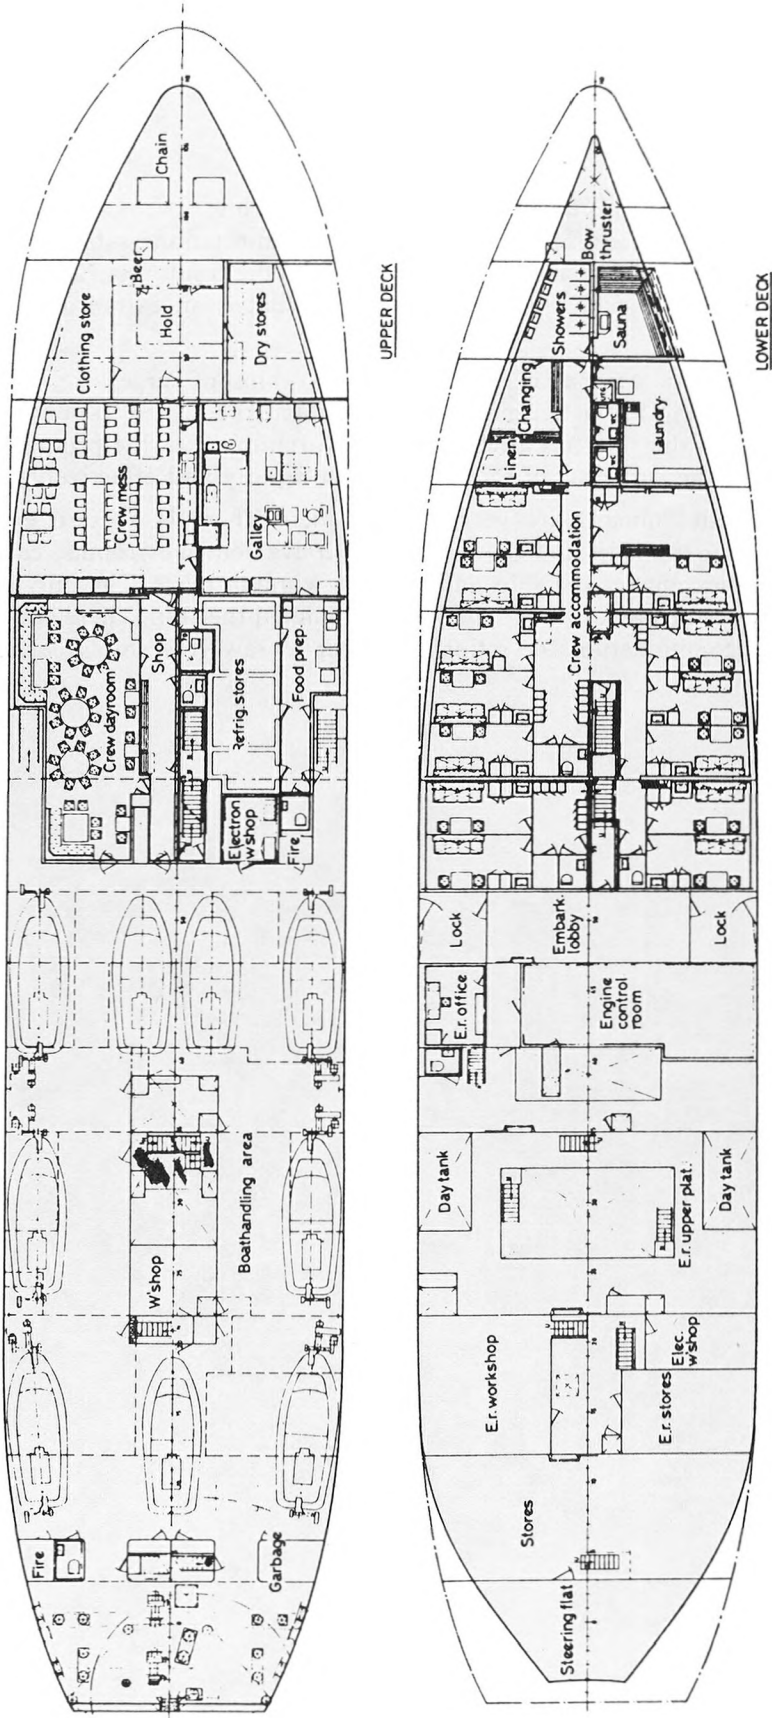 Chain
Beer
Clothing store
Hold
Dry stores
Crew mess
Galley
Crew dayroom
Shop
Refrig. stores
Food prep.
Electron
w'shop
Fire
Boathandling area
W'shop
Fire
Garbage
UPPER DECK
Bow
thruster
Showers
Sauna
Changing
Linen
Laundry
WC
WC
Crew accommodation
Lock
Embark.
lobby
Lock
E.r. office
Engine
control
room
Day tank
Day tank
E.r. upper plat.
E.r. workshop
Elec.
w'shop
E.r. stores
Stores
Steering flat
LOWER DECK